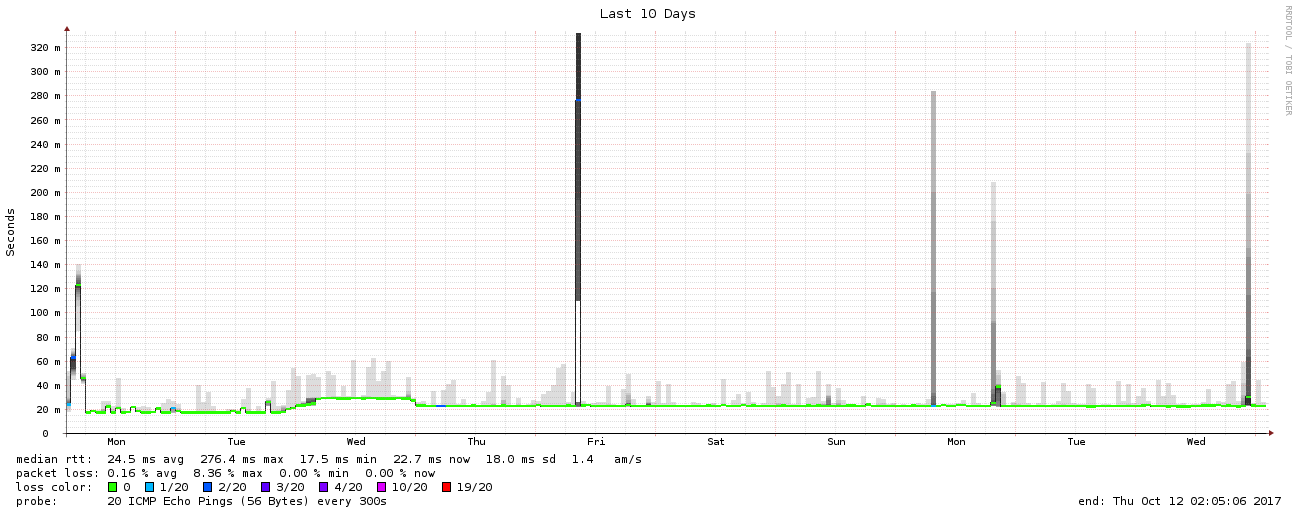 Last 10 Days
RRDTOOL / TOBI OETIKER
Seconds
320 m
300 m
280 m
260 m
240 m
220 m
200 m
180 m
160 m
140 m
120 m
100 m
80 m
60 m
40 m
20 m
0
Mon Tue Wed Thu Fri Sat Sun Mon Tue Wed
median rtt: 24.5 ms avg 276.4 ms max 17.5 ms min 22.7 ms now 18.0 ms sd 1.4 am/s
packet loss: 0.16 % avg 8.36 % max 0.00 % min 0.00 % now
loss color: 0 1/20 2/20 3/20 4/20 10/20 19/20
probe: 20 ICMP Echo Pings (56 Bytes) every 300s end: Thu Oct 12 02:05:06 2017